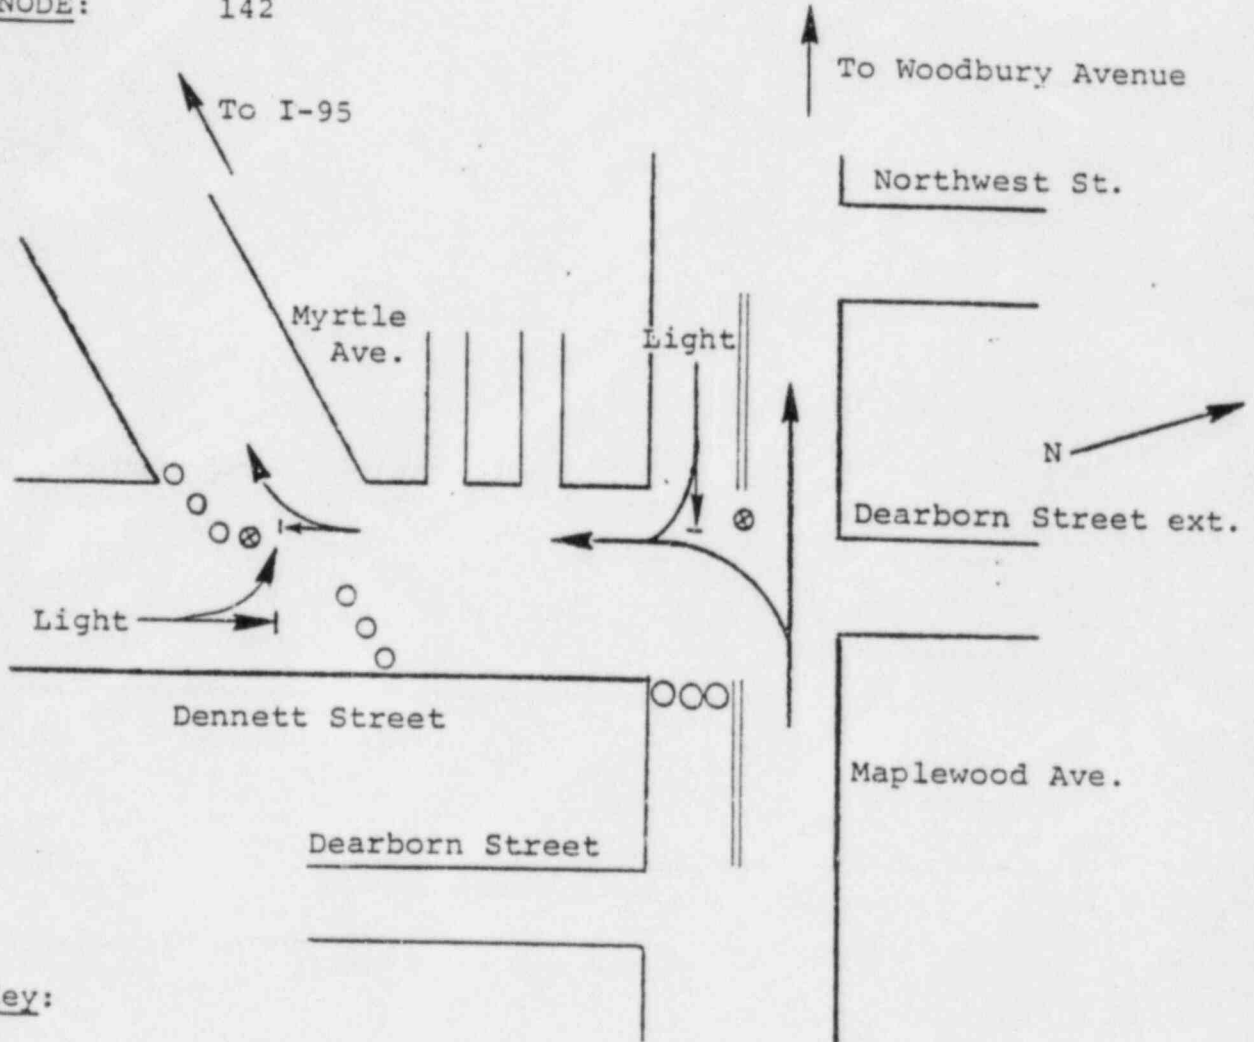 NODE: 142
To Woodbury Avenue
To I-95
Northwest St.
Myrtle
Ave.
Light
N
Dearborn Street ext.
Light
Dennett Street
Maplewood Ave.
Dearborn Street
ey: